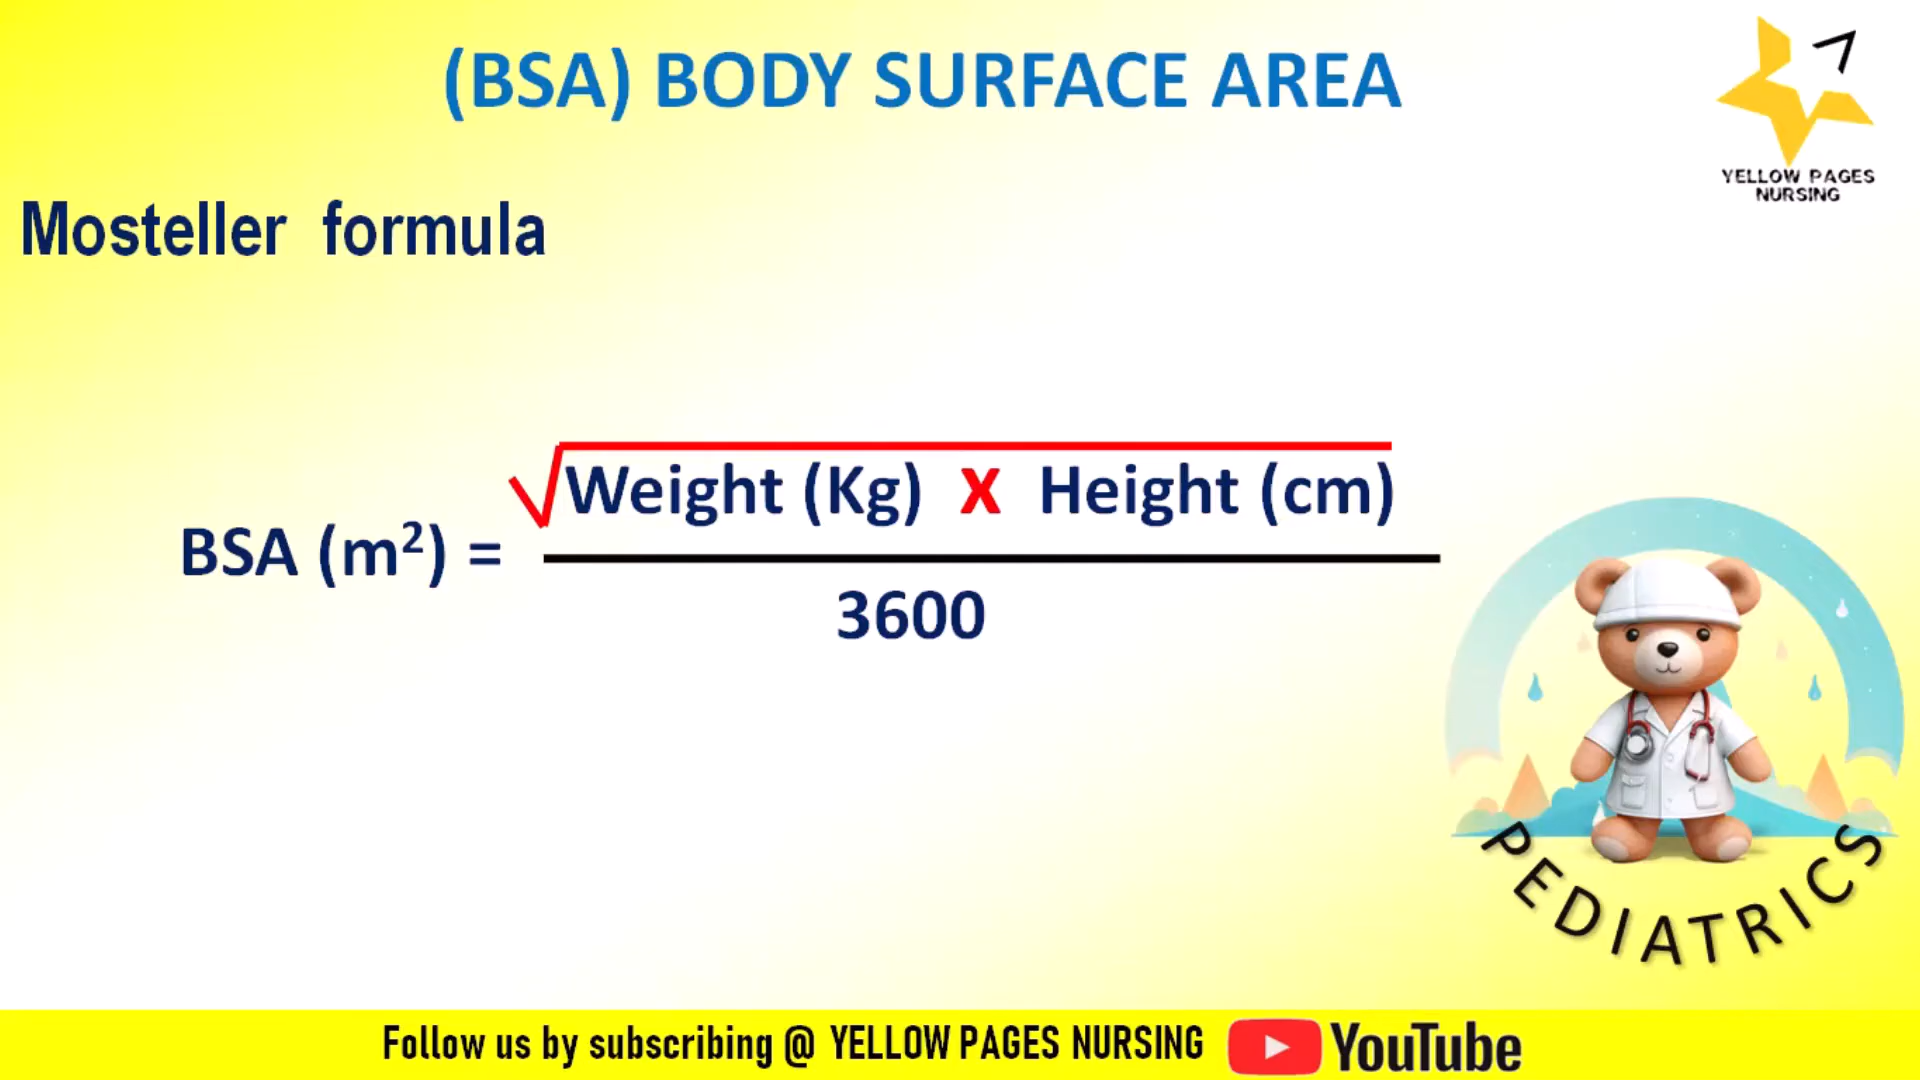 (BSA) BODY SURFACE AREA
YELLOW PAGES
NURSING
Mosteller formula
BSA (m²) = √Weight (Kg) X Height (cm)
3600
PEDIATRICS
Follow us by subscribing @ YELLOW PAGES NURSING YouTube